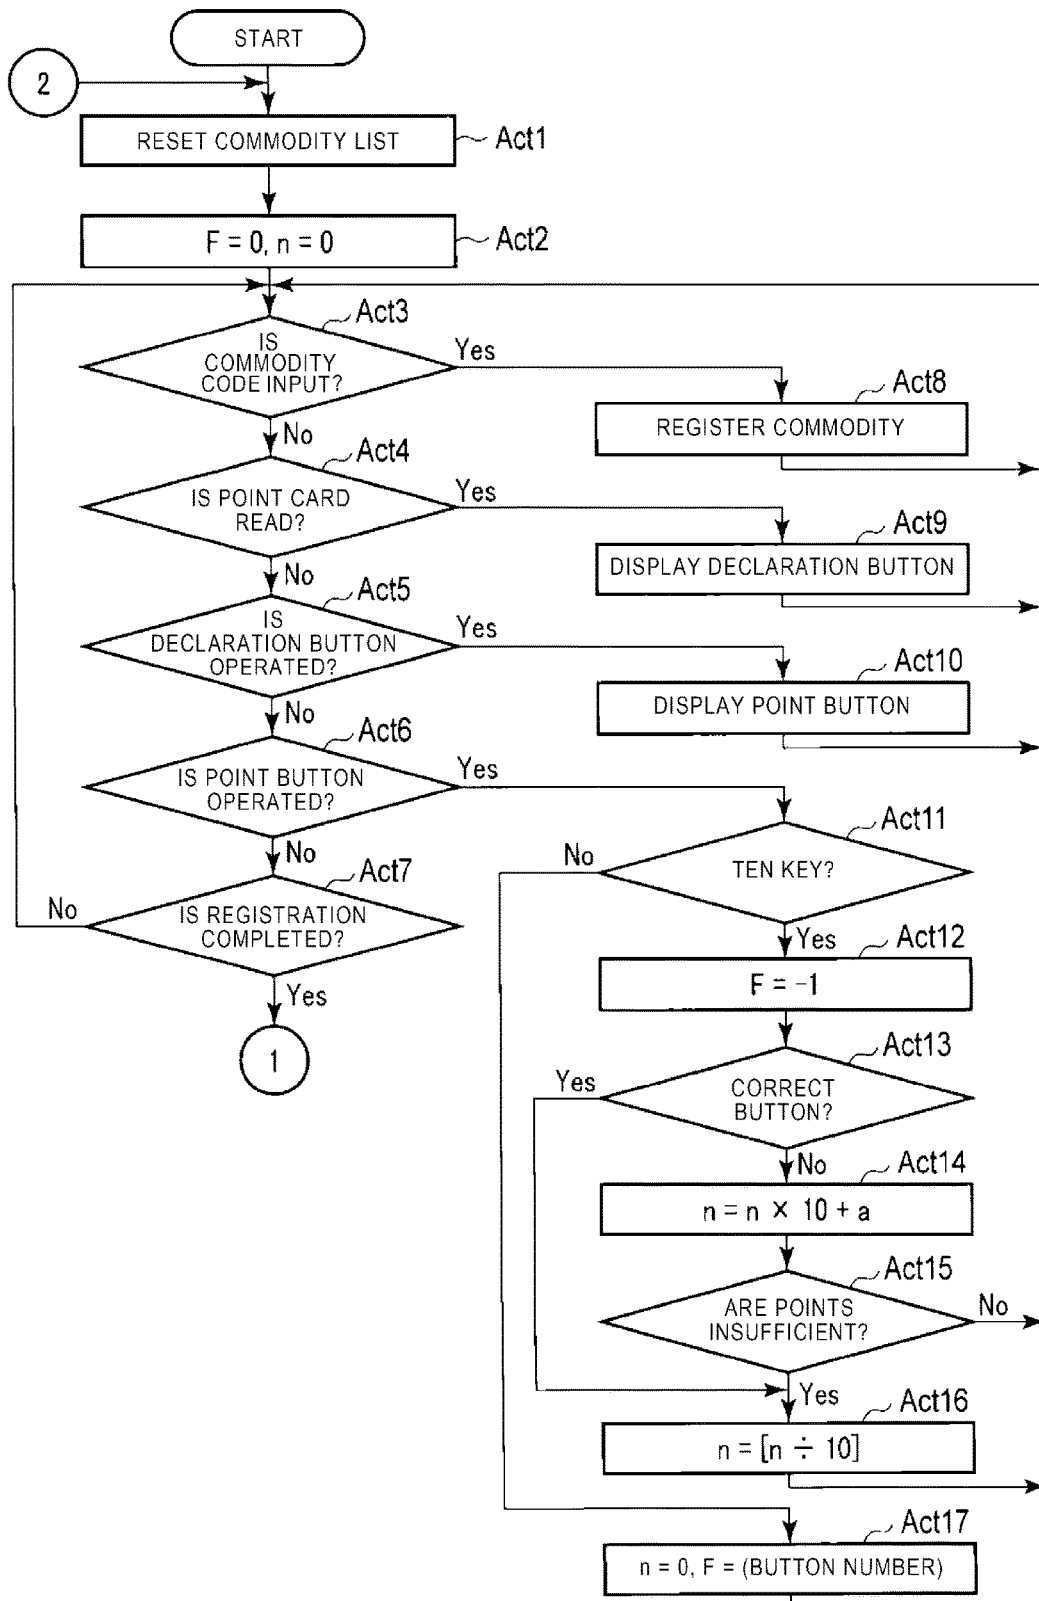 START
2
RESET COMMODITY LIST
Act1
F = 0, n = 0
Act2
Act3
IS
COMMODITY
CODE INPUT?
Yes
No
Act8
REGISTER COMMODITY
Act4
IS POINT CARD
READ?
Yes
No
Act9
DISPLAY DECLARATION BUTTON
Act5
IS
DECLARATION BUTTON
OPERATED?
Yes
No
Act10
DISPLAY POINT BUTTON
Act6
IS POINT BUTTON
OPERATED?
Yes
No
Act7
IS REGISTRATION
COMPLETED?
No
Yes
1
Act11
TEN KEY?
No
Yes
Act12
F = -1
Act13
CORRECT
BUTTON?
Yes
No
Act14
n = n × 10 + a
Act15
ARE POINTS
INSUFFICIENT?
No
Yes
Act16
n = [n ÷ 10]
Act17
n = 0, F = (BUTTON NUMBER)